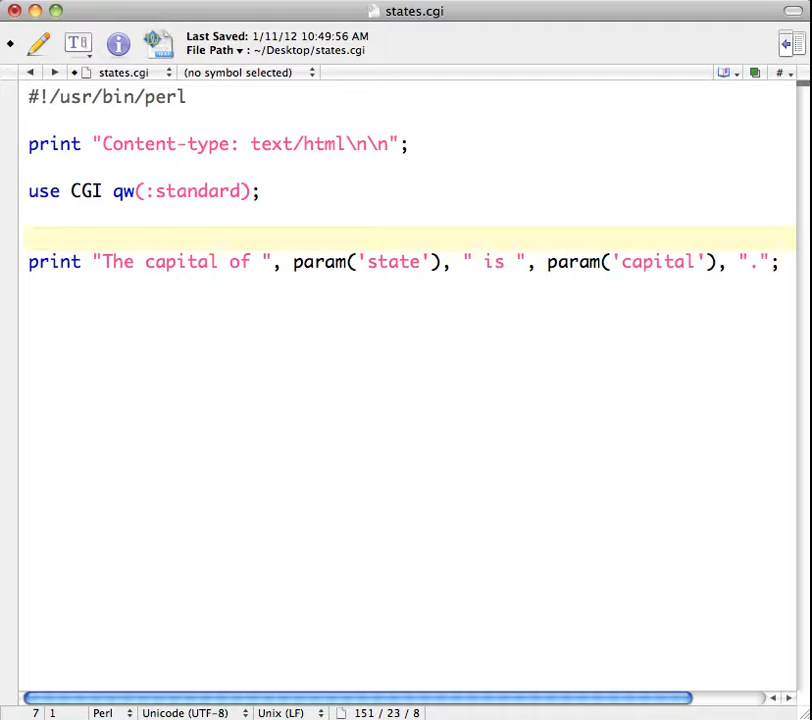 states.cgi
Last Saved: 1/11/12 10:49:56 AM
File Path ▾ : ~/Desktop/states.cgi
states.cgi (no symbol selected) #
#!/usr/bin/perl
print "Content-type: text/html\n\n";
use CGI qw(:standard);
print "The capital of ", param('state'), " is ", param('capital'), ".";
7 1 Perl Unicode (UTF-8) Unix (LF) 151 / 23 / 8